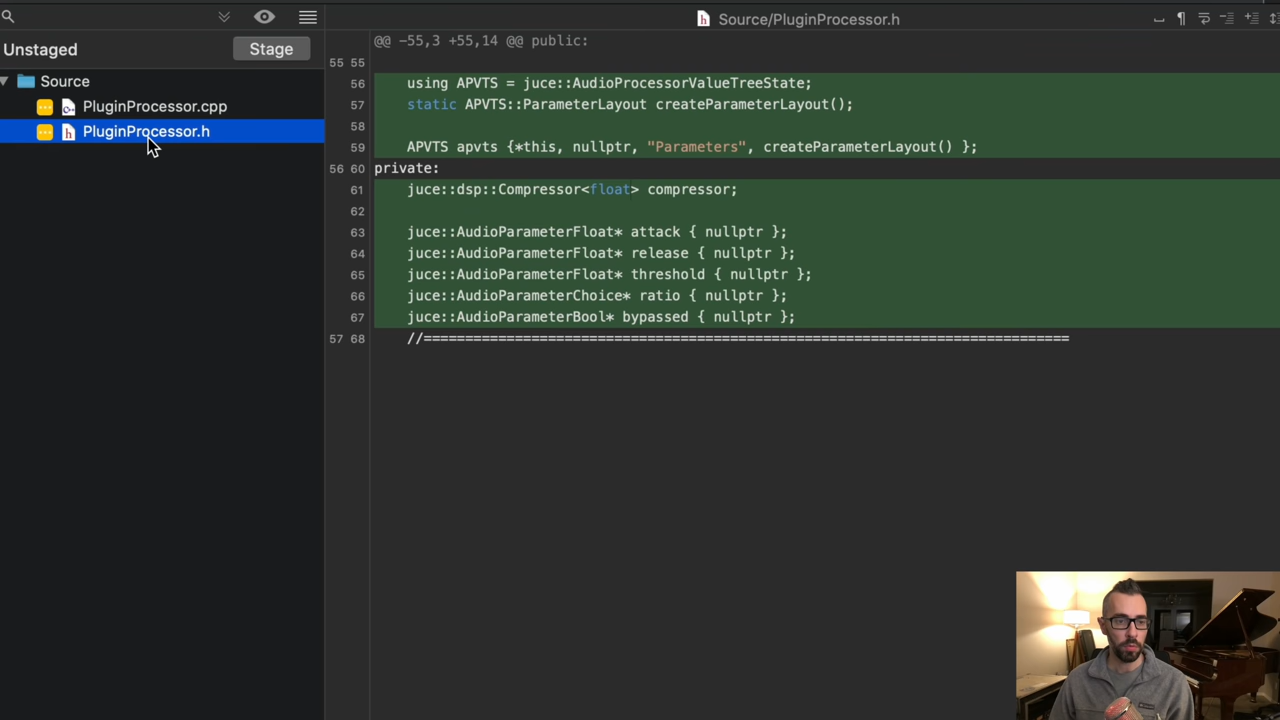 Source/PluginProcessor.h
Unstaged
Stage
Source
PluginProcessor.cpp
PluginProcessor.h
@@ -55,3 +55,14 @@ public:
55 55
56 using APVTS = juce::AudioProcessorValueTreeState;
57 static APVTS::ParameterLayout createParameterLayout();
58
59 APVTS apvts {*this, nullptr, "Parameters", createParameterLayout() };
56 60 private:
61 juce::dsp::Compressor<float> compressor;
62
63 juce::AudioParameterFloat* attack { nullptr };
64 juce::AudioParameterFloat* release { nullptr };
65 juce::AudioParameterFloat* threshold { nullptr };
66 juce::AudioParameterChoice* ratio { nullptr };
67 juce::AudioParameterBool* bypassed { nullptr };
57 68 //==============================================================================